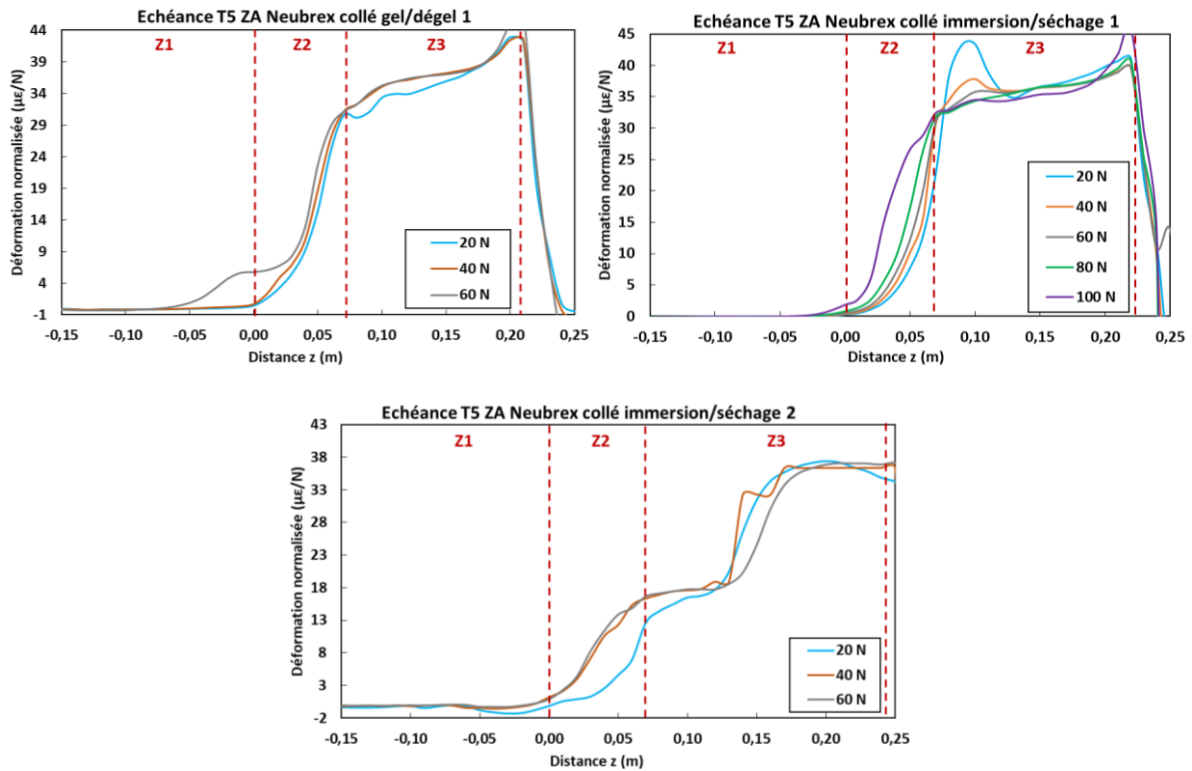 Echéance T5 ZA Neubrex collé gel/dégel 1
Déformation normalisée (µε/N)
44
39
34
29
24
19
14
9
4
-1
Z1
Z2
Z3
20 N
40 N
60 N
-0,15 -0,10 -0,05 0,00 0,05 0,10 0,15 0,20 0,25
Distance z (m)
Echéance T5 ZA Neubrex collé immersion/séchage 1
Déformation normalisée (µε/N)
45
40
35
30
25
20
15
10
5
0
Z1
Z2
Z3
20 N
40 N
60 N
80 N
100 N
-0,15 -0,10 -0,05 0,00 0,05 0,10 0,15 0,20 0,25
Distance z (m)
Echéance T5 ZA Neubrex collé immersion/séchage 2
Déformation normalisée (µε/N)
43
38
33
28
23
18
13
8
3
-2
Z1
Z2
Z3
20 N
40 N
60 N
-0,15 -0,10 -0,05 0,00 0,05 0,10 0,15 0,20 0,25
Distance z (m)